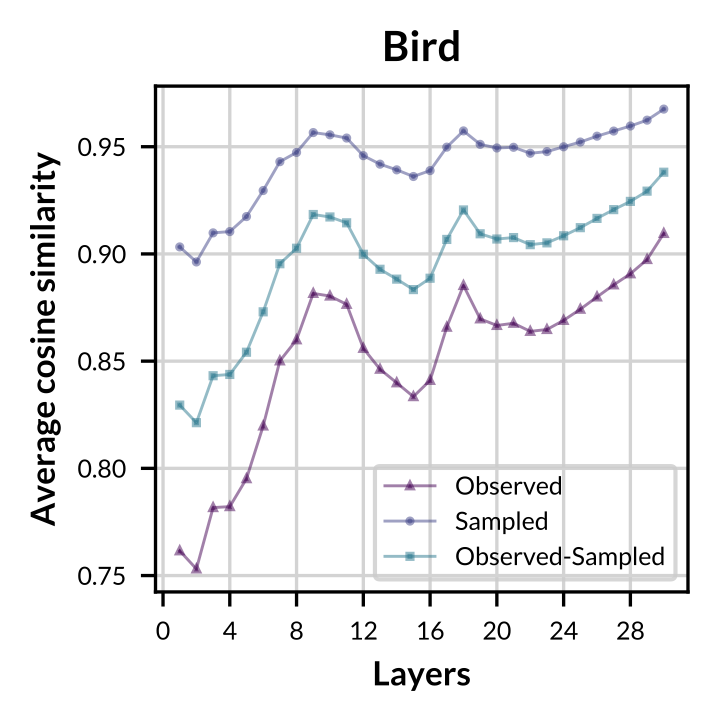 Bird
Average cosine similarity
0.95
0.90
0.85
0.80
0.75
Observed
Sampled
Observed-Sampled
0 4 8 12 16 20 24 28
Layers